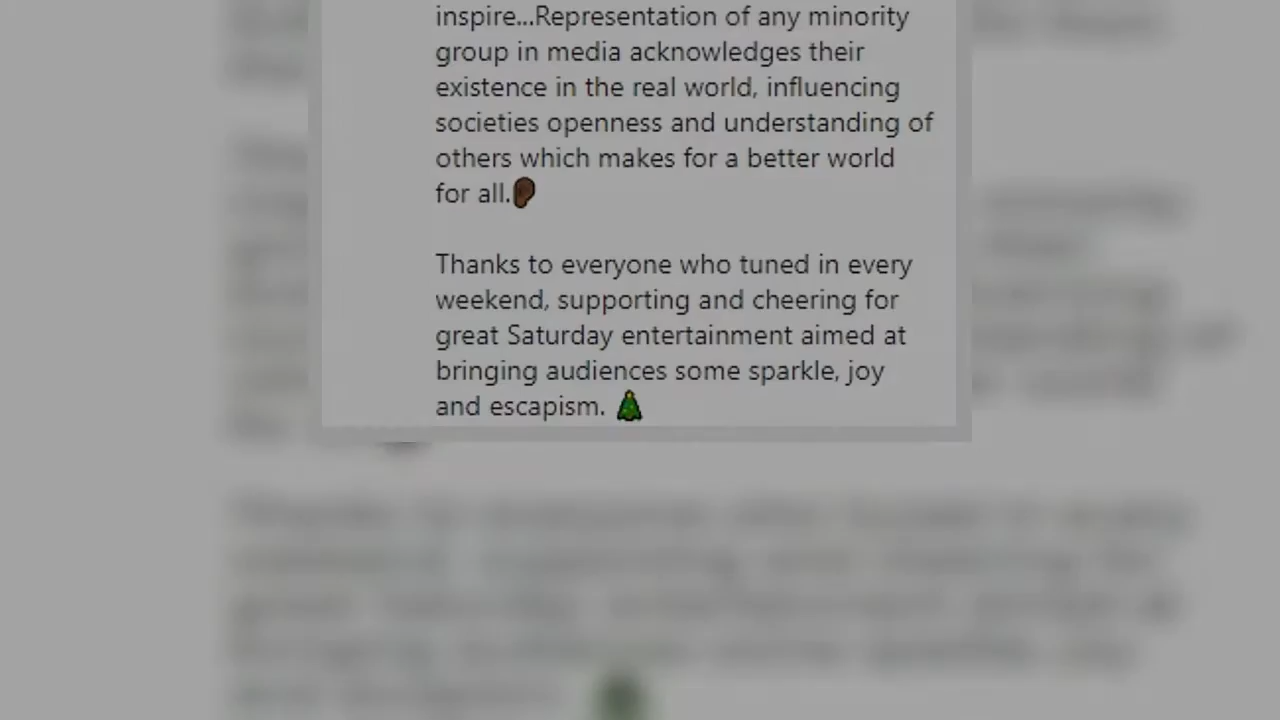 inspire...Representation of any minority
group in media acknowledges their
existence in the real world, influencing
societies openness and understanding of
others which makes for a better world
for all.👂🏿
Thanks to everyone who tuned in every
weekend, supporting and cheering for
great Saturday entertainment aimed at
bringing audiences some sparkle, joy
and escapism. 🎄